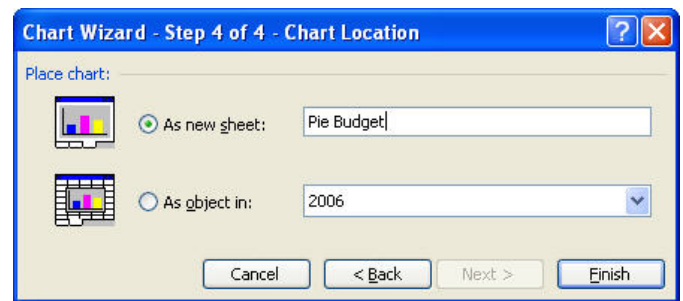 Chart Wizard - Step 4 of 4 - Chart Location
Place chart:
As new sheet: Pie Budget
As object in: 2006
Cancel < Back Next > Finish